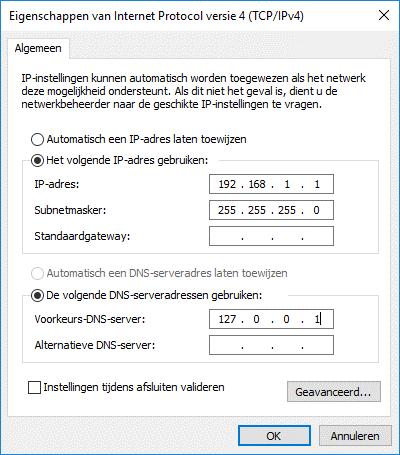 Eigenschappen van Internet Protocol versie 4 (TCP/IPv4)
Algemeen
IP-instellingen kunnen automatisch worden toegewezen als het netwerk
deze mogelijkheid ondersteunt. Als dit niet het geval is, dient u de
netwerkbeheerder naar de geschikte IP-instellingen te vragen.
Automatisch een IP-adres laten toewijzen
Het volgende IP-adres gebruiken:
IP-adres: 192 . 168 . 1 . 1
Subnetmasker: 255 . 255 . 255 . 0
Standaardgateway: . . .
Automatisch een DNS-serveradres laten toewijzen
De volgende DNS-serveradressen gebruiken:
Voorkeurs-DNS-server: 127 . 0 . 0 . 1
Alternatieve DNS-server: . . .
Instellingen tijdens afsluiten valideren
Geavanceerd...
OK Annuleren